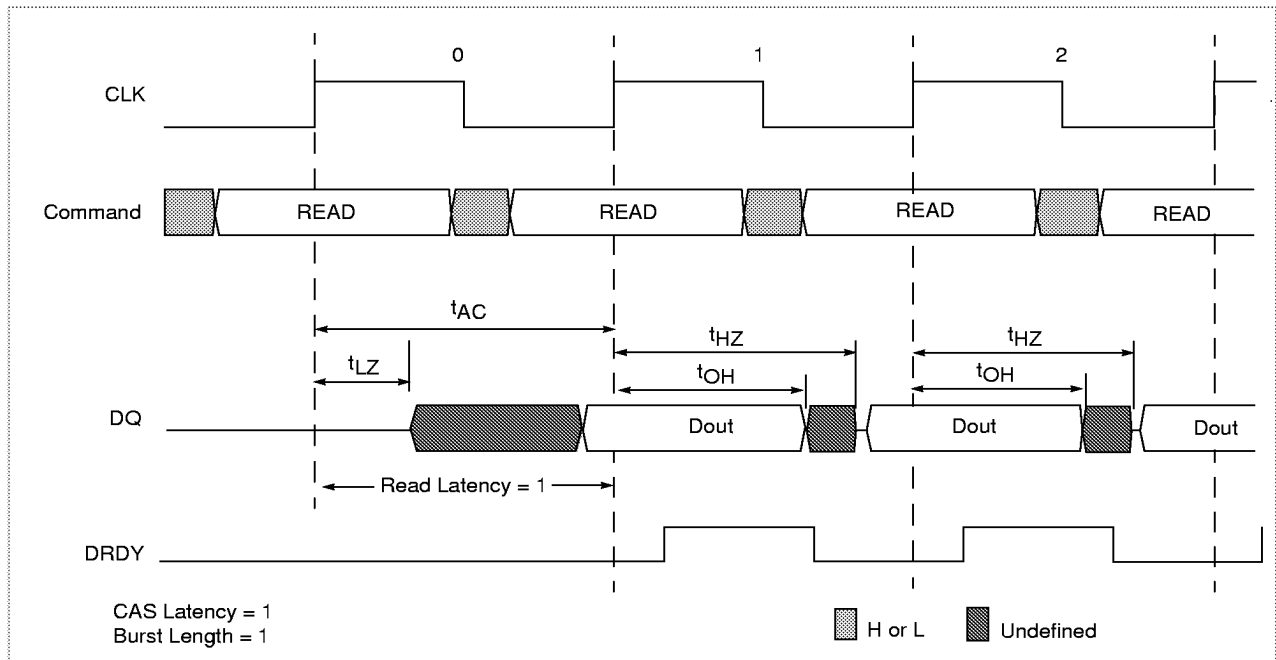 0 1 2
CLK
Command READ READ READ READ
tAC
tHZ tHZ
tLZ tOH tOH
DQ Dout Dout Dout
Read Latency = 1
DRDY
CAS Latency = 1
Burst Length = 1
H or L Undefined